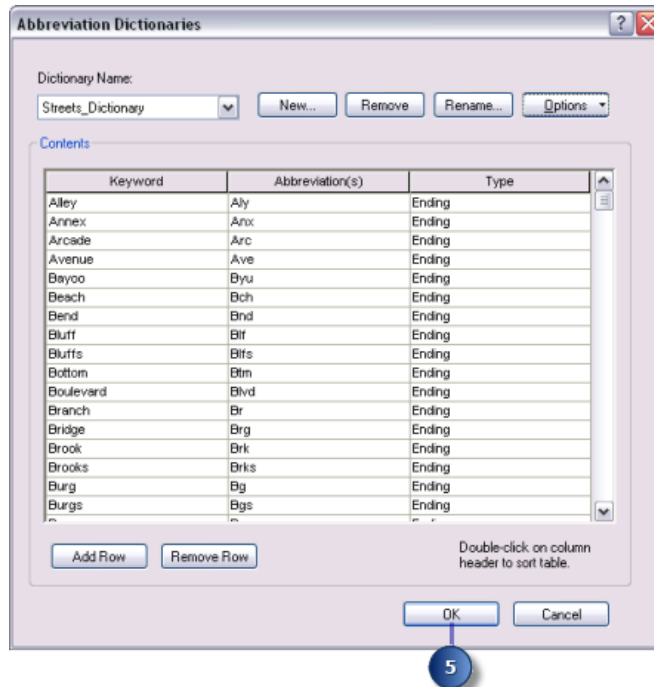 Abbreviation Dictionaries
Dictionary Name:
Streets_Dictionary New... Remove Rename... Options
Contents
Keyword Abbreviation(s) Type
Alley Aly Ending
Annex Anx Ending
Arcade Arc Ending
Avenue Ave Ending
Bayoo Byu Ending
Beach Bch Ending
Bend Bnd Ending
Bluff Blf Ending
Bluffs Blfs Ending
Bottom Btm Ending
Boulevard Blvd Ending
Branch Br Ending
Bridge Brg Ending
Brook Brk Ending
Brooks Brks Ending
Burg Bg Ending
Burgs Bgs Ending
Add Row Remove Row Double-click on column
header to sort table.
OK Cancel
5